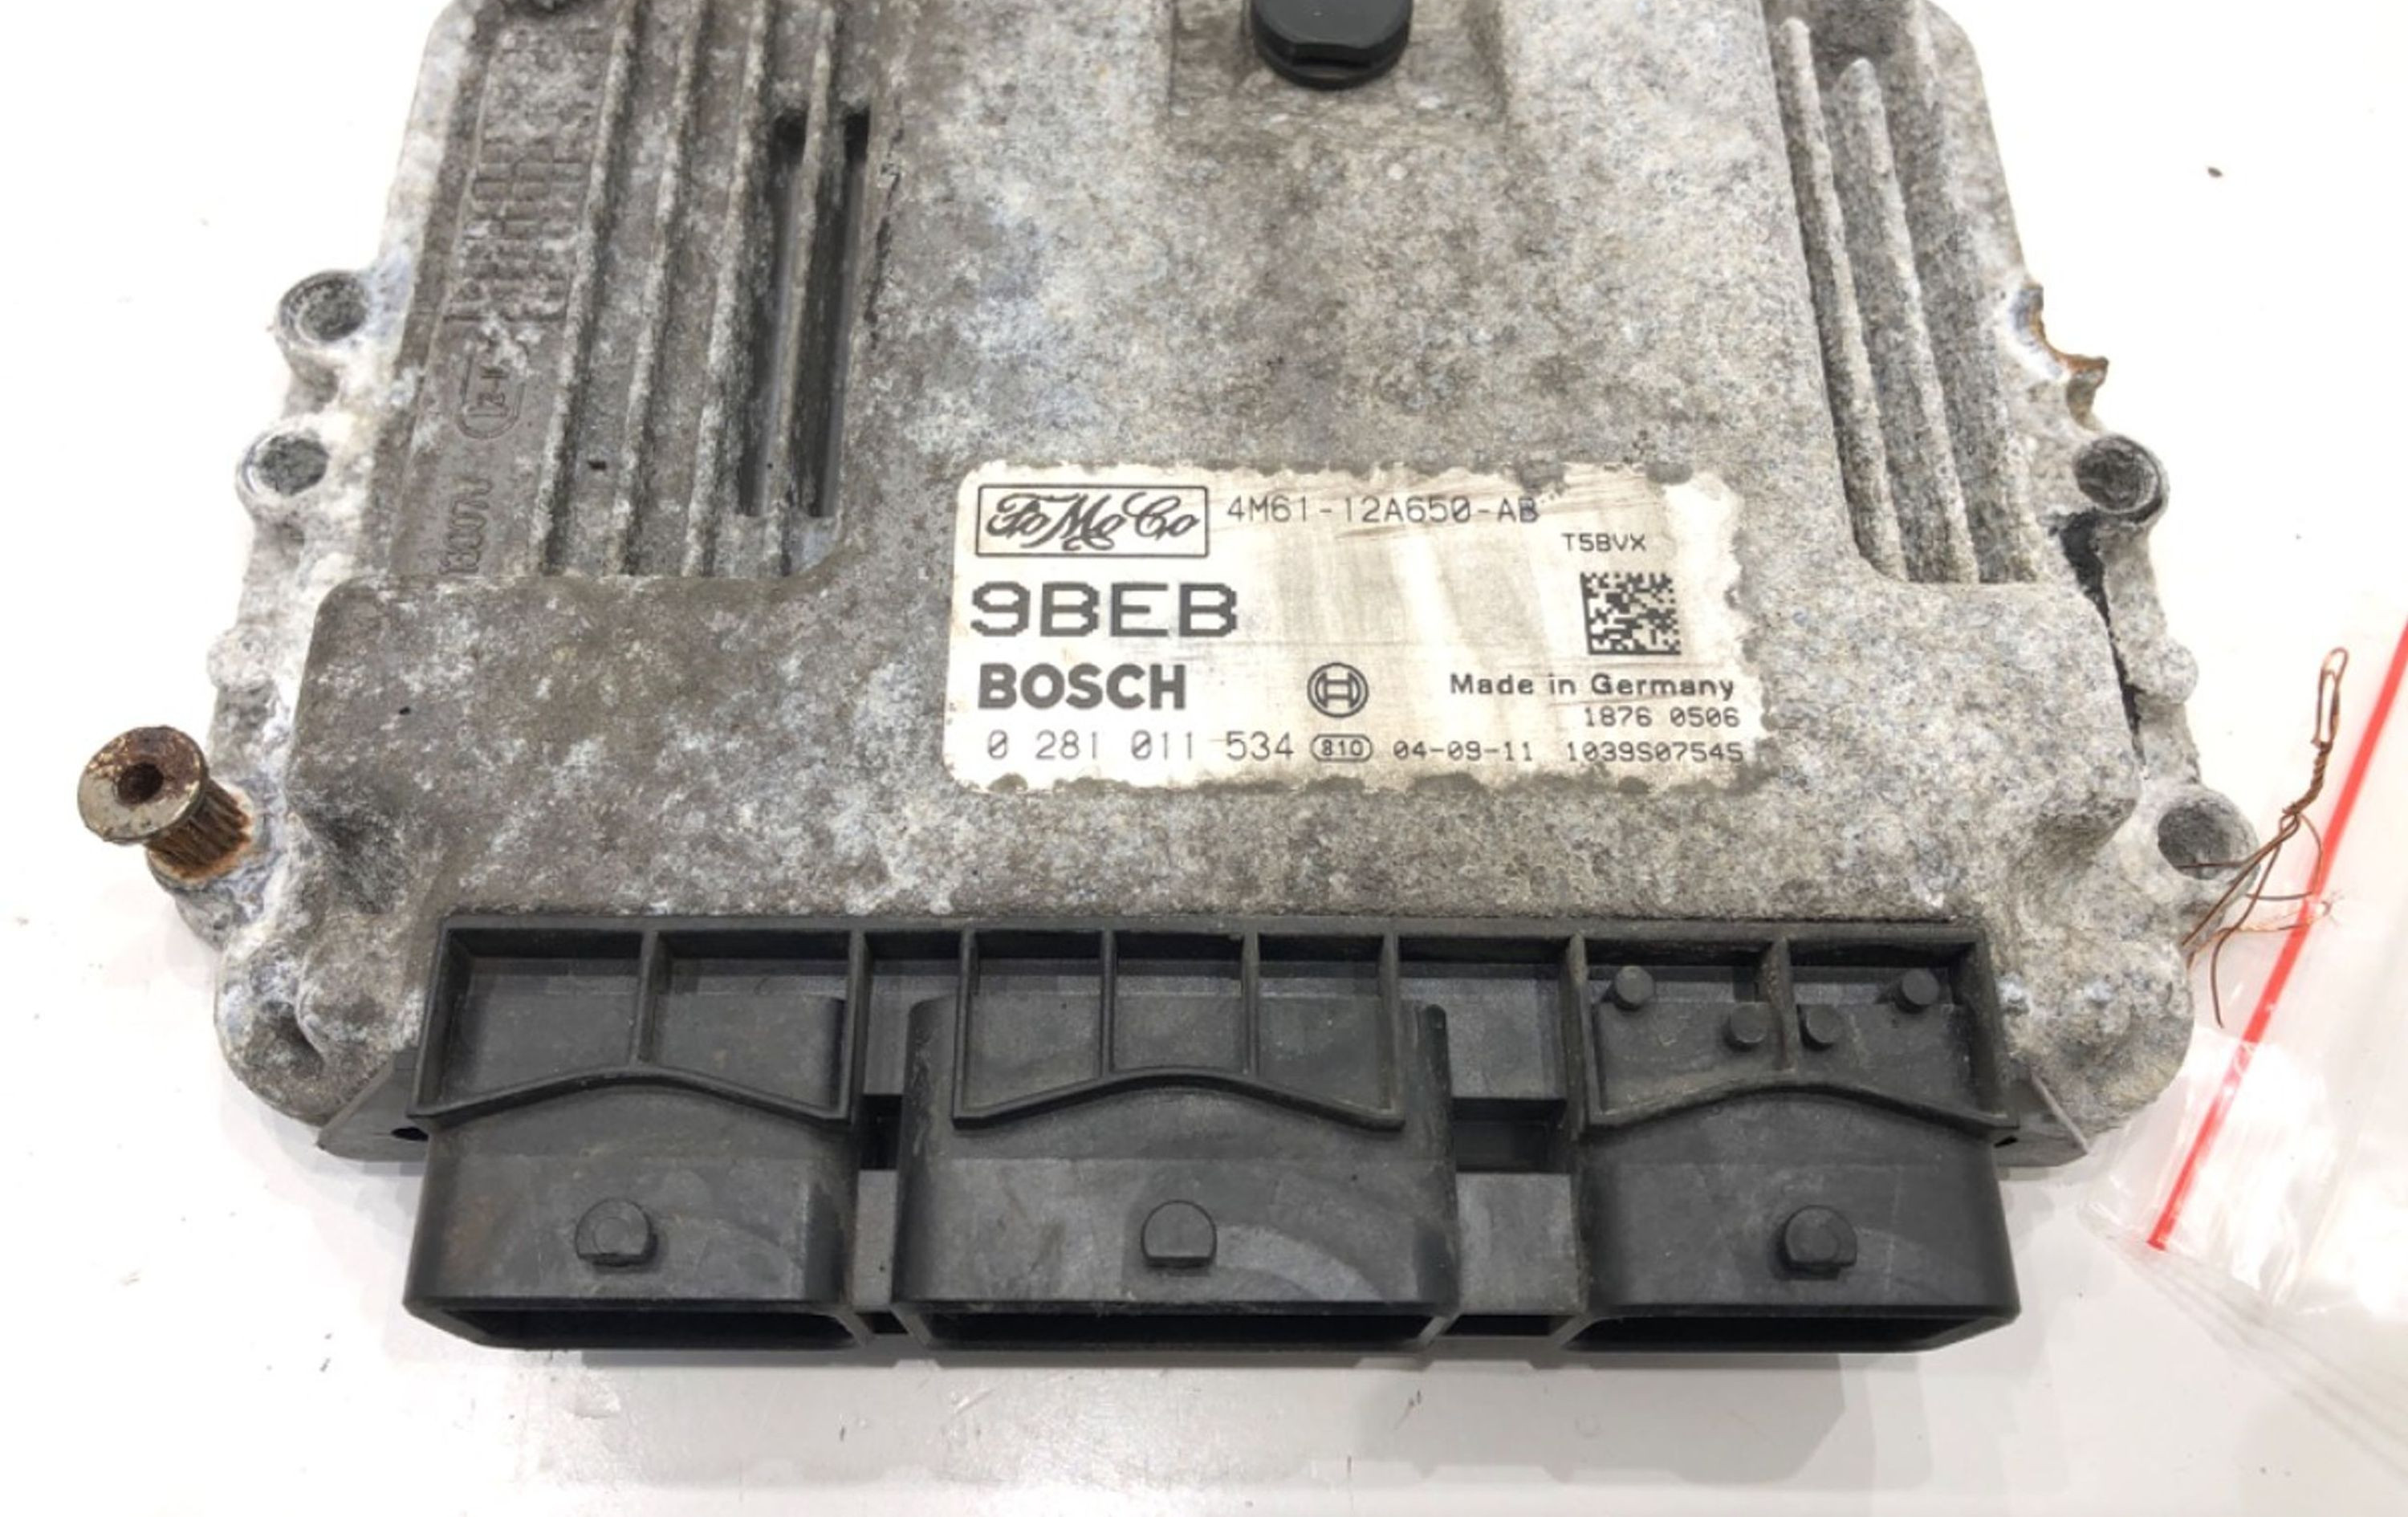 FoMoCo 4M61-12A650-AB
T5BVX
9BEB
BOSCH Made in Germany
1876 0506
0 281 011 534 810 04-09-11 1039S07545